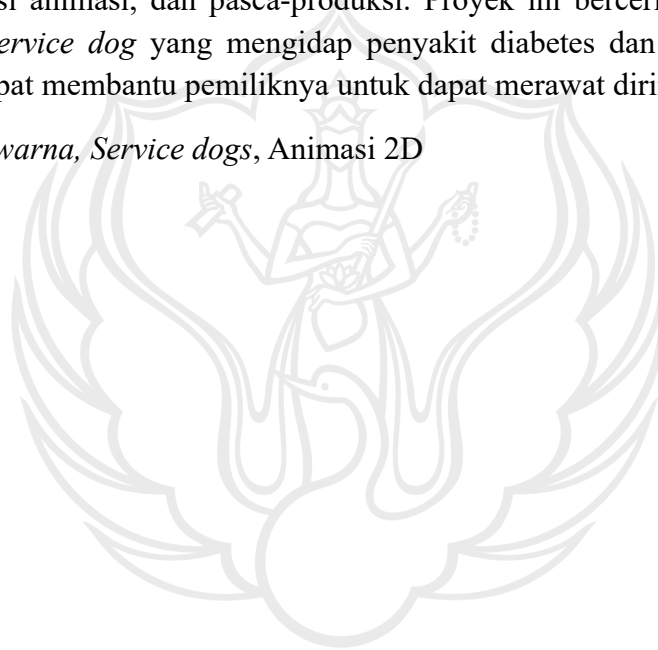 si animasi, dan pasca-produksi. Proyek ini berceri
ervice dog yang mengidap penyakit diabetes dan
pat membantu pemiliknya untuk dapat merawat diri
warna, Service dogs, Animasi 2D